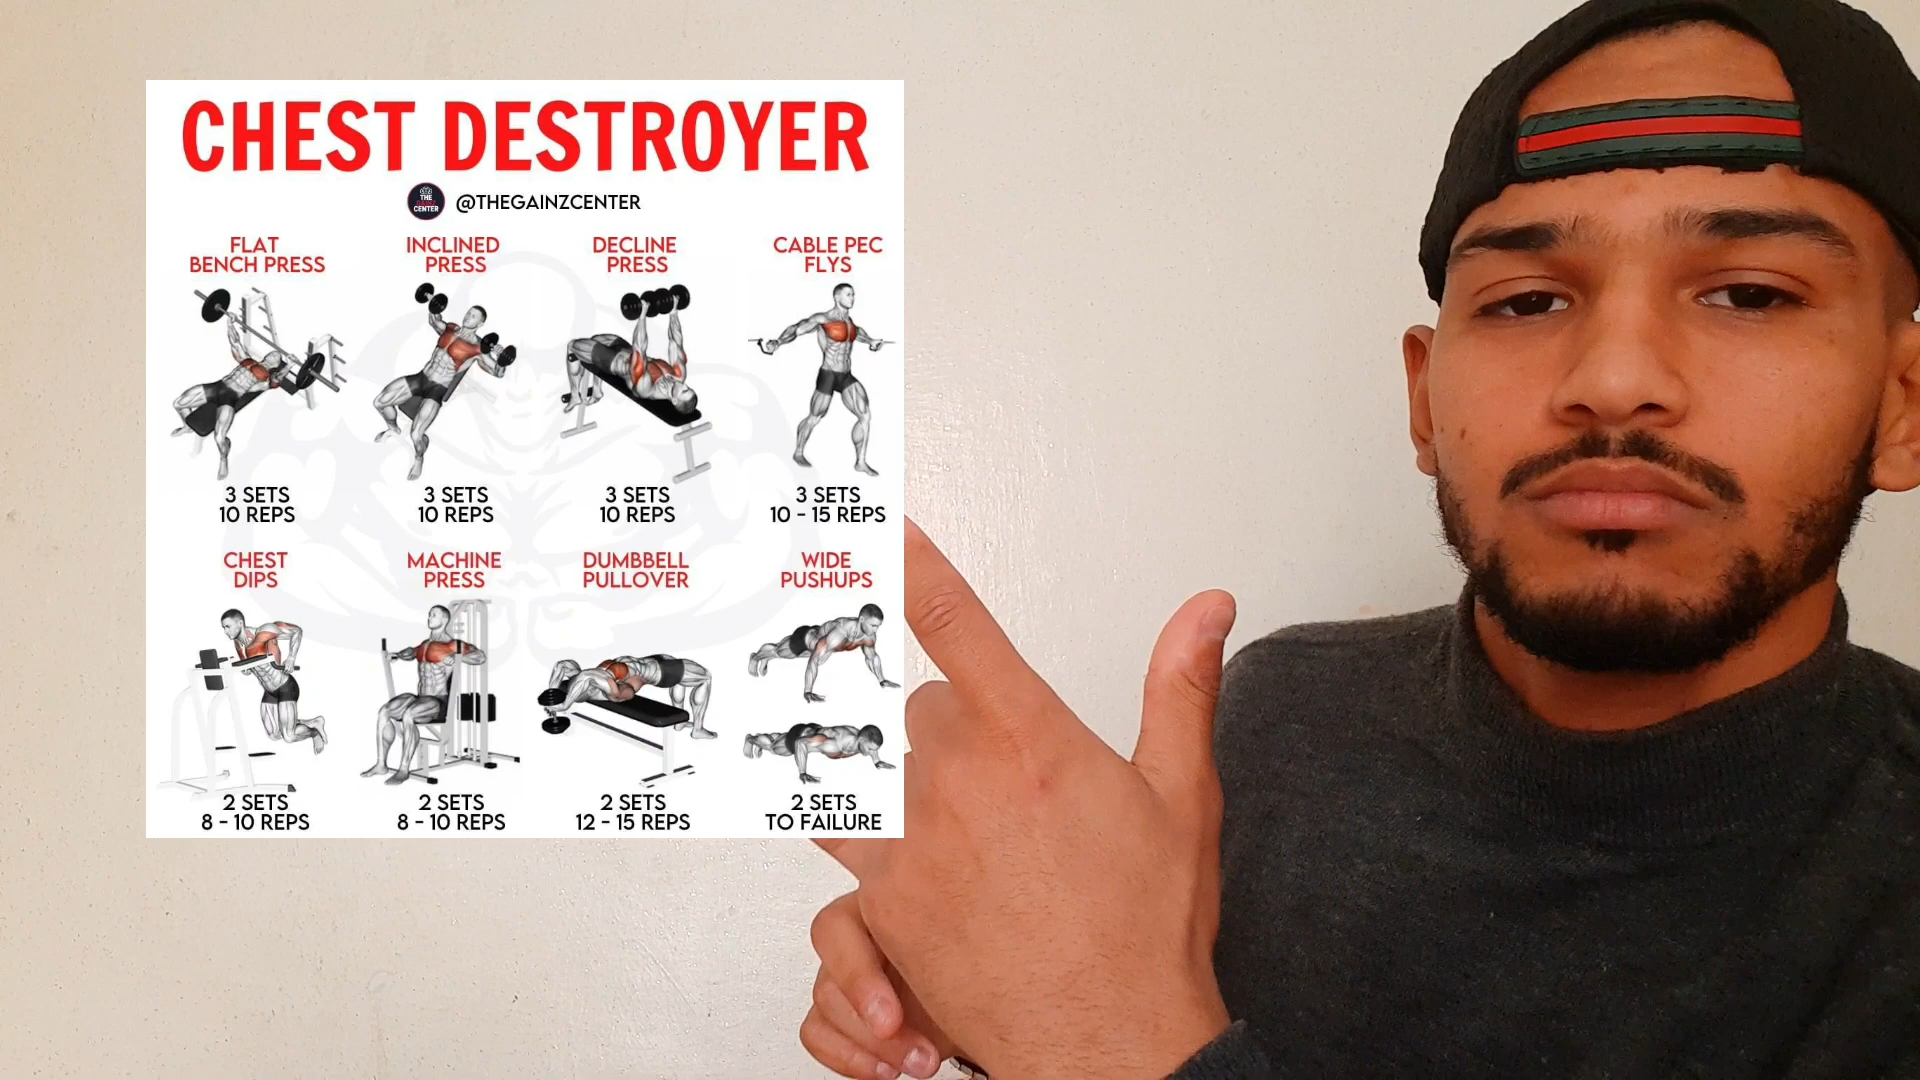 CHEST DESTROYER
THE
GAINZ
CENTER
@THEGAINZCENTER
FLAT
BENCH PRESS
INCLINED
PRESS
DECLINE
PRESS
CABLE PEC
FLYS
3 SETS
10 REPS
3 SETS
10 REPS
3 SETS
10 REPS
3 SETS
10 - 15 REPS
CHEST
DIPS
MACHINE
PRESS
DUMBBELL
PULLOVER
WIDE
PUSHUPS
2 SETS
8 - 10 REPS
2 SETS
8 - 10 REPS
2 SETS
12 - 15 REPS
2 SETS
TO FAILURE